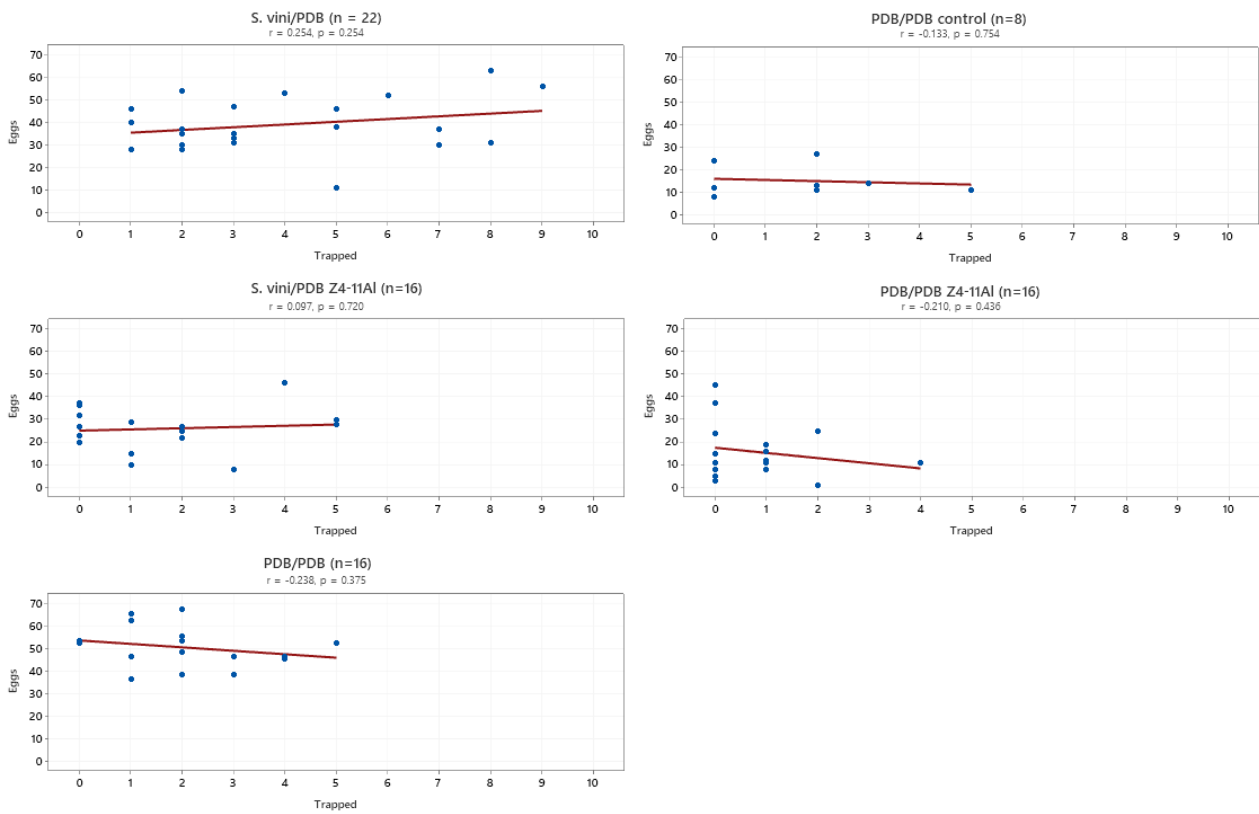 S. vini/PDB (n = 22)
r = 0.254, p = 0.254
70
60
50
40
30
20
10
0
Eggs
0 1 2 3 4 5 6 7 8 9 10
Trapped
PDB/PDB control (n=8)
r = -0.133, p = 0.754
70
60
50
40
30
20
10
0
Eggs
0 1 2 3 4 5 6 7 8 9 10
Trapped
S. vini/PDB Z4-11Al (n=16)
r = 0.097, p = 0.720
70
60
50
40
30
20
10
0
Eggs
0 1 2 3 4 5 6 7 8 9 10
Trapped
PDB/PDB Z4-11Al (n=16)
r = -0.210, p = 0.436
70
60
50
40
30
20
10
0
Eggs
0 1 2 3 4 5 6 7 8 9 10
Trapped
PDB/PDB (n=16)
r = -0.238, p = 0.375
70
60
50
40
30
20
10
0
Eggs
0 1 2 3 4 5 6 7 8 9 10
Trapped